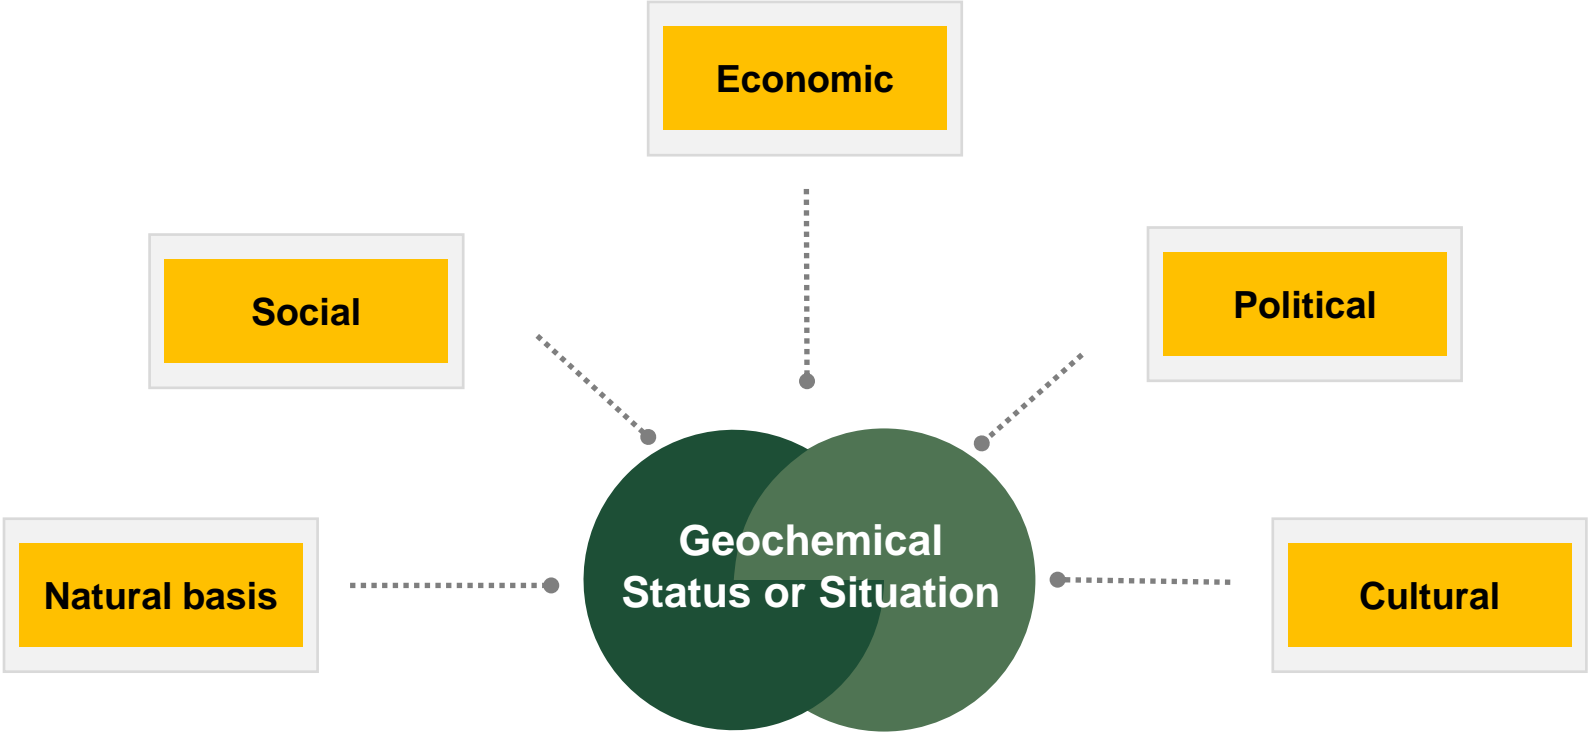 Economic
Social
Political
Geochemical
Status or Situation
Natural basis
Cultural